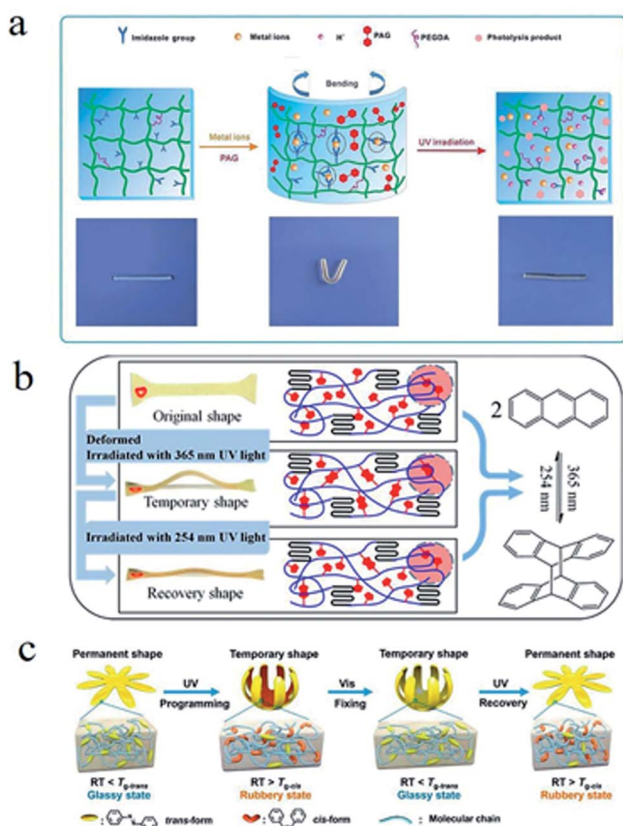 a
Imidazole group Metal ions H⁺ PAG PEGDA Photolysis product
Bending
Metal ions
PAG
UV irradiation
b
Original shape
Deformed
Irradiated with 365 nm UV light
Temporary shape
Irradiated with 254 nm UV light
Recovery shape
2
365 nm
254 nm
c
Permanent shape Temporary shape Temporary shape Permanent shape
UV Vis UV
Programming Fixing Recovery
RT < Tg-trans RT > Tg-cis RT < Tg-trans RT > Tg-cis
Glassy state Rubbery state Glassy state Rubbery state
: trans-form : cis-form : Molecular chain